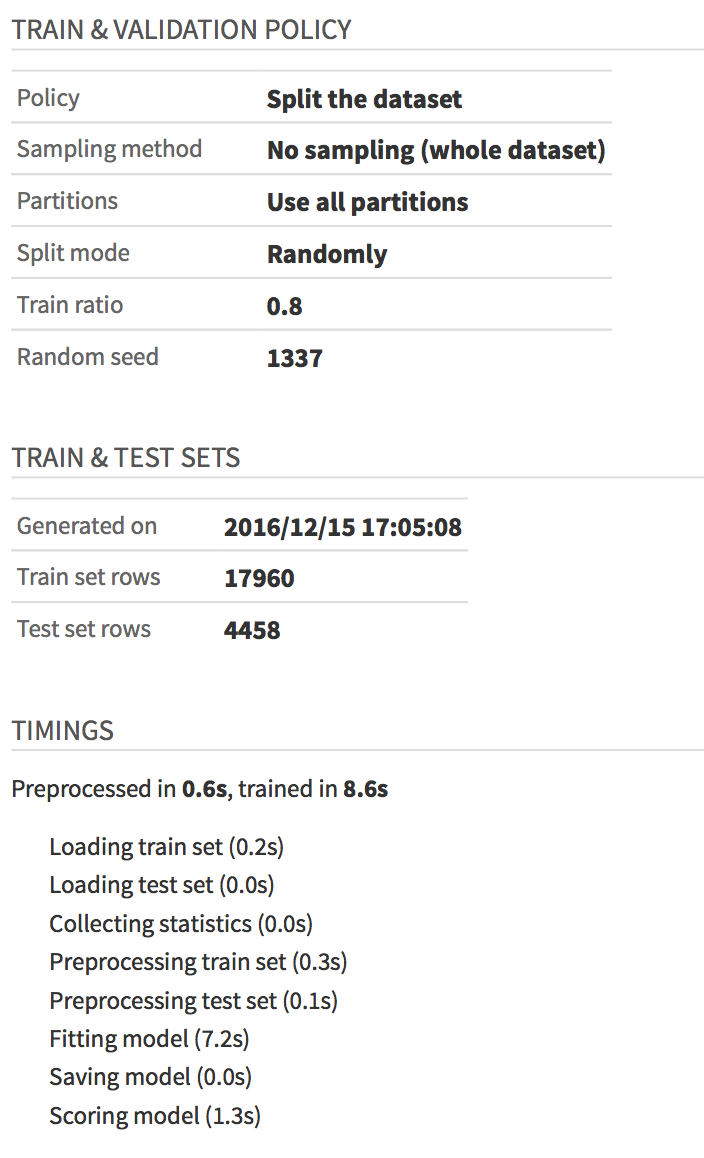 TRAIN & VALIDATION POLICY
Policy Split the dataset
Sampling method No sampling (whole dataset)
Partitions Use all partitions
Split mode Randomly
Train ratio 0.8
Random seed 1337
TRAIN & TEST SETS
Generated on 2016/12/15 17:05:08
Train set rows 17960
Test set rows 4458
TIMINGS
Preprocessed in 0.6s, trained in 8.6s
Loading train set (0.2s)
Loading test set (0.0s)
Collecting statistics (0.0s)
Preprocessing train set (0.3s)
Preprocessing test set (0.1s)
Fitting model (7.2s)
Saving model (0.0s)
Scoring model (1.3s)